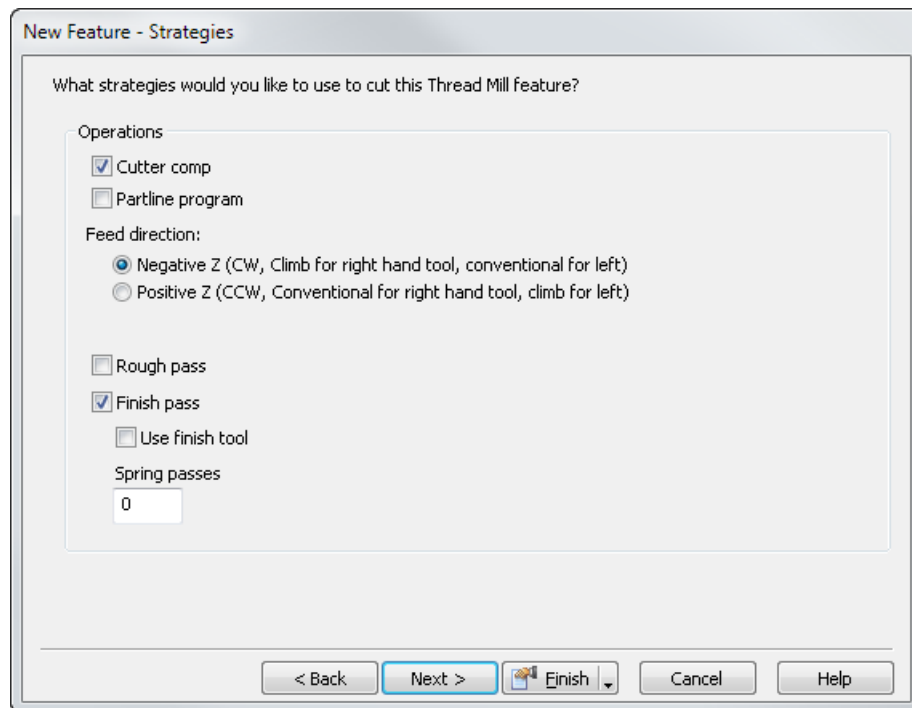 New Feature - Strategies
What strategies would you like to use to cut this Thread Mill feature?
Operations
Cutter comp
Partline program
Feed direction:
Negative Z (CW, Climb for right hand tool, conventional for left)
Positive Z (CCW, Conventional for right hand tool, climb for left)
Rough pass
Finish pass
Use finish tool
Spring passes
0
< Back Next > Finish Cancel Help